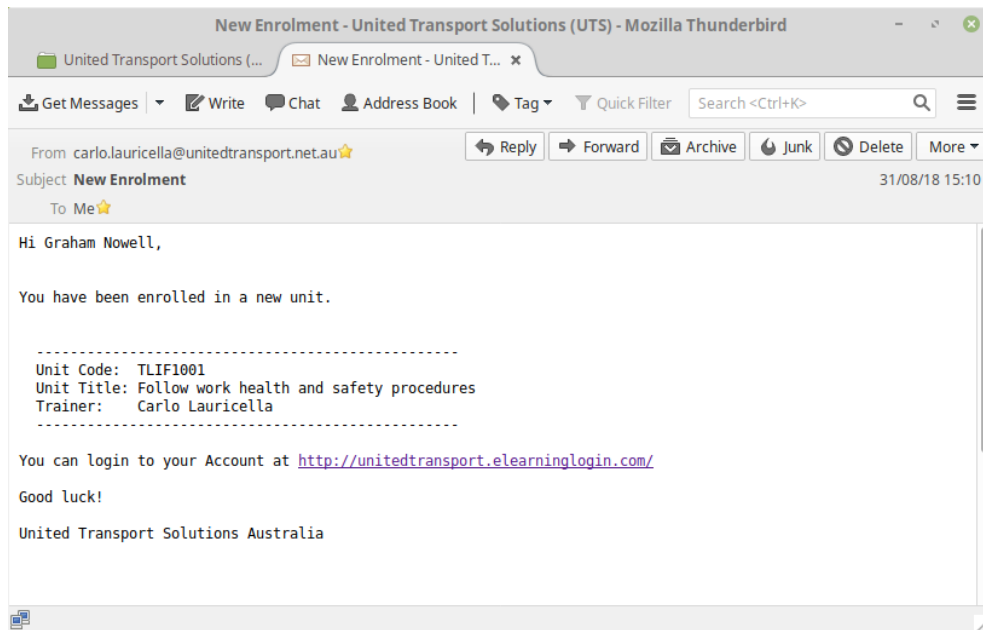 New Enrolment - United Transport Solutions (UTS) - Mozilla Thunderbird
United Transport Solutions (... New Enrolment - United T...
Get Messages Write Chat Address Book Tag Quick Filter Search <Ctrl+K>
From carlo.lauricella@unitedtransport.net.au Reply Forward Archive Junk Delete More
Subject New Enrolment 31/08/18 15:10
To Me
Hi Graham Nowell,
You have been enrolled in a new unit.
--------------------------------------------------
Unit Code: TLIF1001
Unit Title: Follow work health and safety procedures
Trainer: Carlo Lauricella
--------------------------------------------------
You can login to your Account at http://unitedtransport.elearninglogin.com/
Good luck!
United Transport Solutions Australia